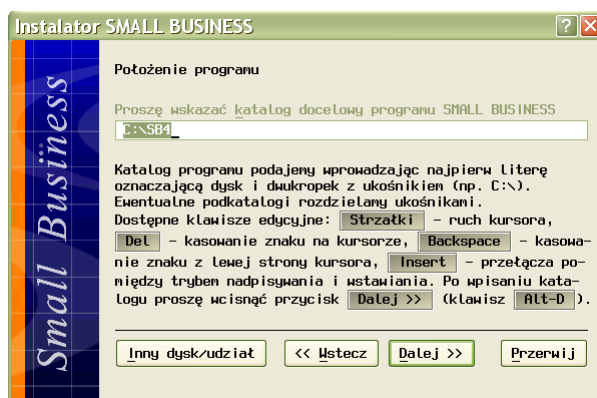 Instalator SMALL BUSINESS
Small Business
Położenie programu
Proszę wskazać katalog docelowy programu SMALL BUSINESS
C:\SB4
Katalog programu podajemy wprowadzając najpierw literę
oznaczającą dysk i dwukropek z ukośnikiem (np. C:\).
Ewentualne podkatalogi rozdzielamy ukośnikami.
Dostępne klawisze edycyjne: Strzałki - ruch kursora,
Del - kasowanie znaku na kursorze, Backspace - kasowa-
nie znaku z lewej strony kursora, Insert - przełącza po-
między trybem nadpisywania i wstawiania. Po wpisaniu kata-
logu proszę wcisnąć przycisk Dalej >> (klawisz Alt-D ).
Inny dysk/udział << Wstecz Dalej >> Przerwij